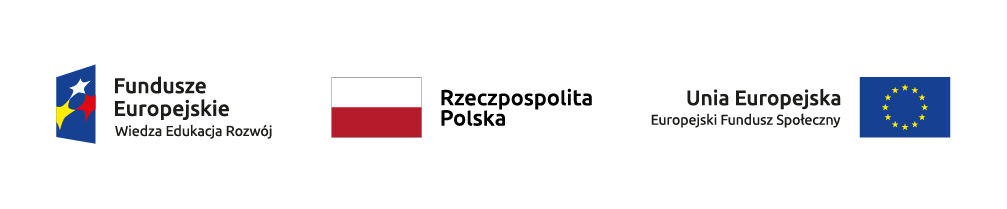 Fundusze
Europejskie
Wiedza Edukacja Rozwój
Rzeczpospolita
Polska
Unia Europejska
Europejski Fundusz Społeczny